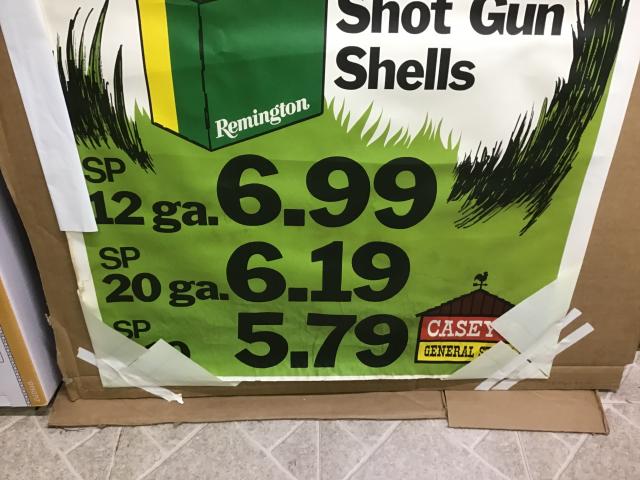 Shot Gun
Shells
Remington
SP
12 ga. 6.99
SP
20 ga. 6.19
SP
5.79
CASEY
GENERAL